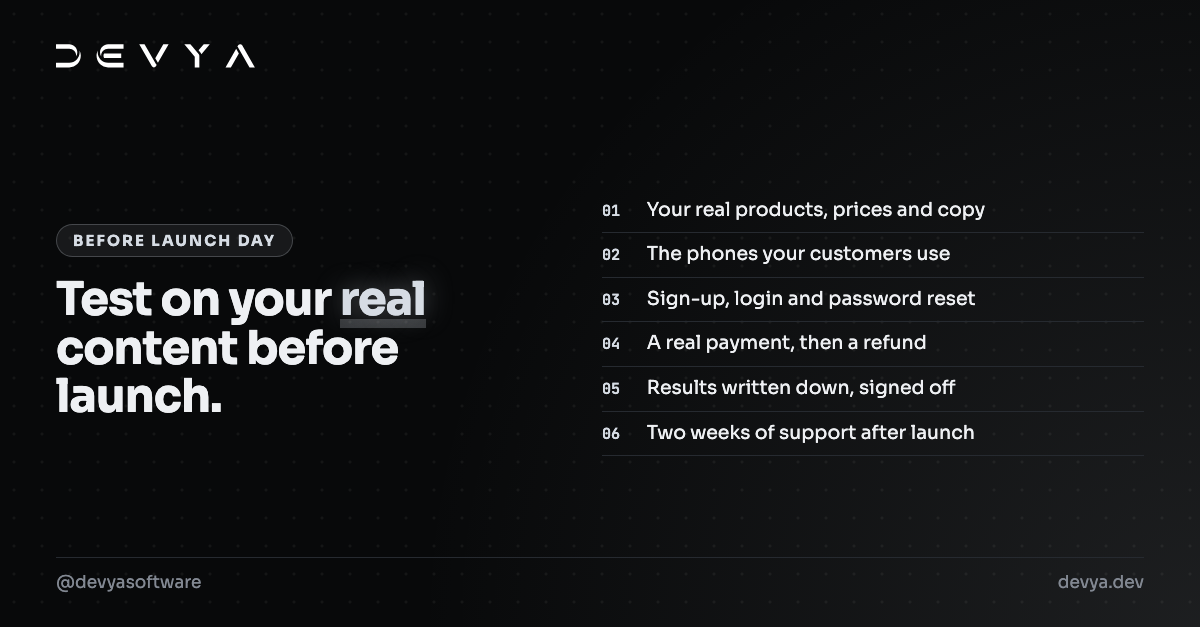 DEVYA
BEFORE LAUNCH DAY
Test on your real
content before
launch.
01 Your real products, prices and copy
02 The phones your customers use
03 Sign-up, login and password reset
04 A real payment, then a refund
05 Results written down, signed off
06 Two weeks of support after launch
@devyasoftware
devya.dev